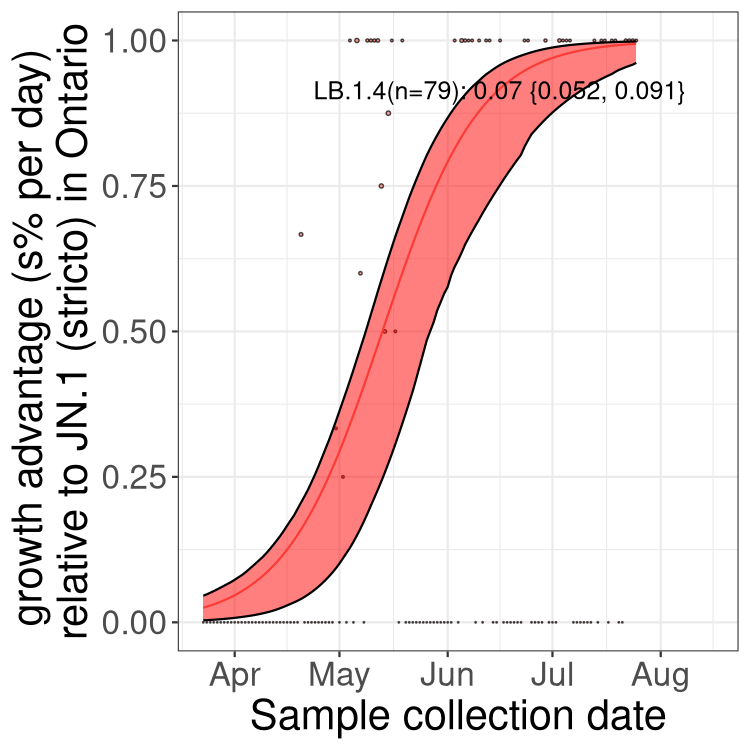 growth advantage (s% per day)
relative to JN.1 (stricto) in Ontario
1.00
0.75
0.50
0.25
0.00
LB.1.4(n=79): 0.07 {0.052, 0.091}
Apr May Jun Jul Aug
Sample collection date